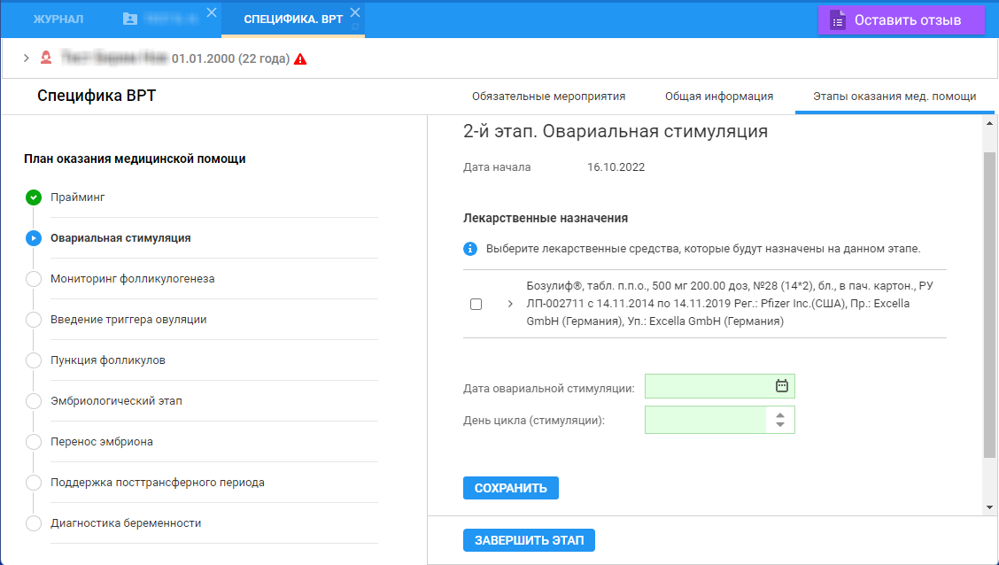 ЖУРНАЛ
СПЕЦИФИКА. ВРТ
Оставить отзыв
01.01.2000 (22 года)
Специфика ВРТ
Обязательные мероприятия
Общая информация
Этапы оказания мед. помощи
План оказания медицинской помощи
Прайминг
Овариальная стимуляция
Мониторинг фолликулогенеза
Введение триггера овуляции
Пункция фолликулов
Эмбриологический этап
Перенос эмбриона
Поддержка посттрансферного периода
Диагностика беременности
2-й этап. Овариальная стимуляция
Дата начала 16.10.2022
Лекарственные назначения
Выберите лекарственные средства, которые будут назначены на данном этапе.
Бозулиф®, табл. п.п.о., 500 мг 200.00 доз, №28 (14*2), бл., в пач. картон., РУ
ЛП-002711 с 14.11.2014 по 14.11.2019 Рег.: Pfizer Inc.(США), Пр.: Excella
GmbH (Германия), Уп.: Excella GmbH (Германия)
Дата овариальной стимуляции:
День цикла (стимуляции):
СОХРАНИТЬ
ЗАВЕРШИТЬ ЭТАП